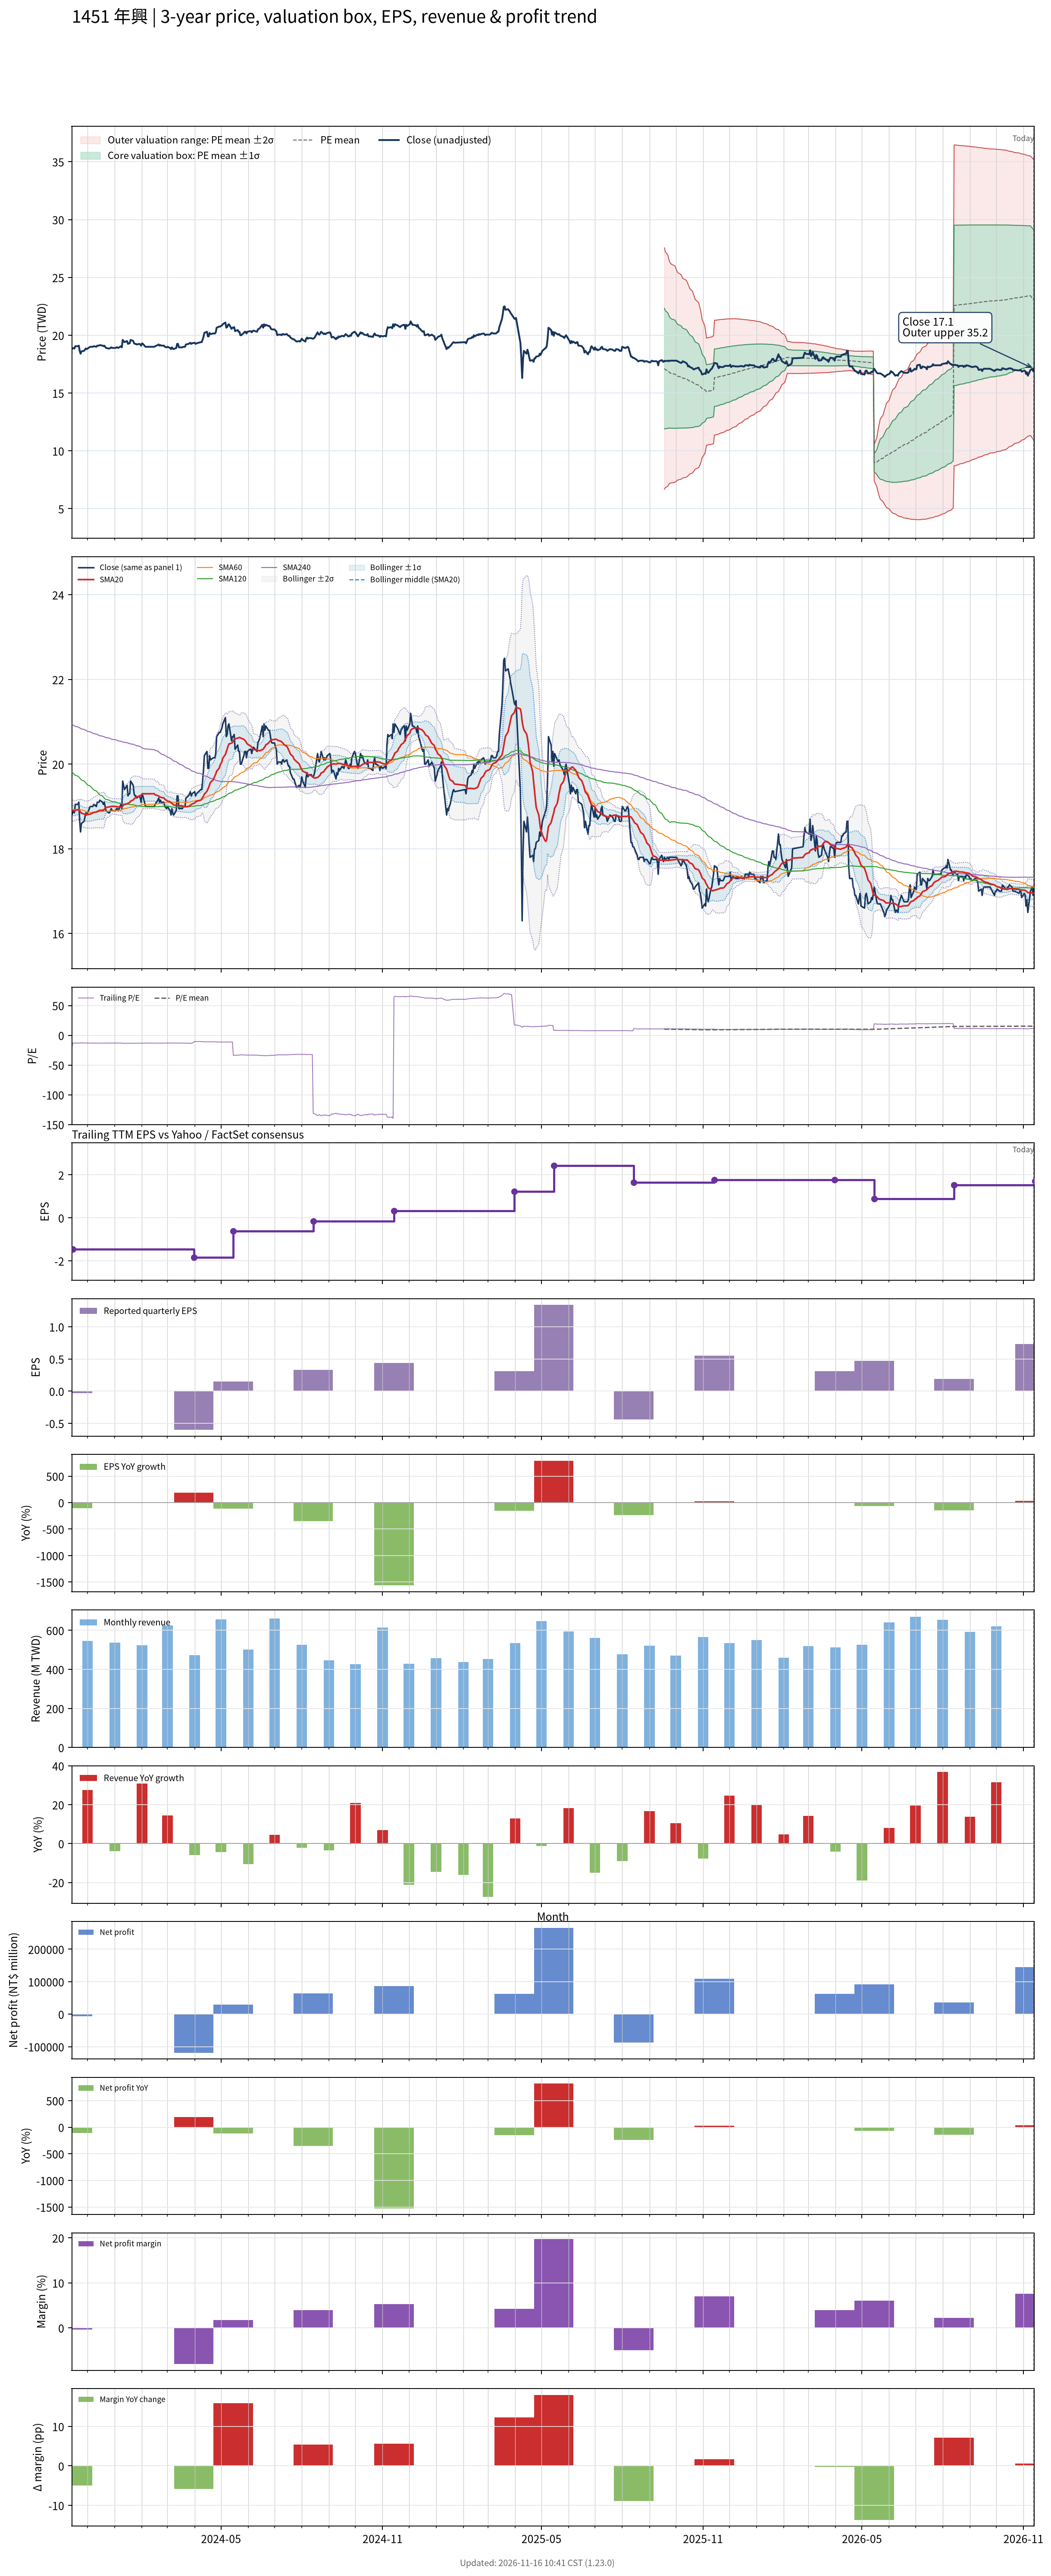 1451 年興 | 3-year price, valuation box, EPS, revenue & profit trend
Outer valuation range: PE mean ±2σ
PE mean
Close (unadjusted)
Core valuation box: PE mean ±1σ
Today
35
30
25
20
15
10
5
Price (TWD)
Close 17.1
Outer upper 35.2
Close (same as panel 1)
SMA20
SMA60
SMA120
SMA240
Bollinger ±2σ
Bollinger ±1σ
Bollinger middle (SMA20)
24
22
20
18
16
Price
Trailing P/E
P/E mean
50
0
-50
-100
-150
P/E
Trailing TTM EPS vs Yahoo / FactSet consensus
Today
2
0
-2
EPS
Reported quarterly EPS
1.0
0.5
0.0
-0.5
EPS
EPS YoY growth
500
0
-500
-1000
-1500
YoY (%)
Monthly revenue
600
400
200
0
Revenue (M TWD)
Revenue YoY growth
40
20
0
-20
YoY (%)
Month
Net profit
200000
100000
0
-100000
Net profit (NT$ million)
Net profit YoY
500
0
-500
-1000
-1500
YoY (%)
Net profit margin
20
10
0
Margin (%)
Margin YoY change
10
0
-10
Δ margin (pp)
2024-05
2024-11
2025-05
2025-11
2026-05
2026-11
Updated: 2026-11-16 10:41 CST (1.23.0)